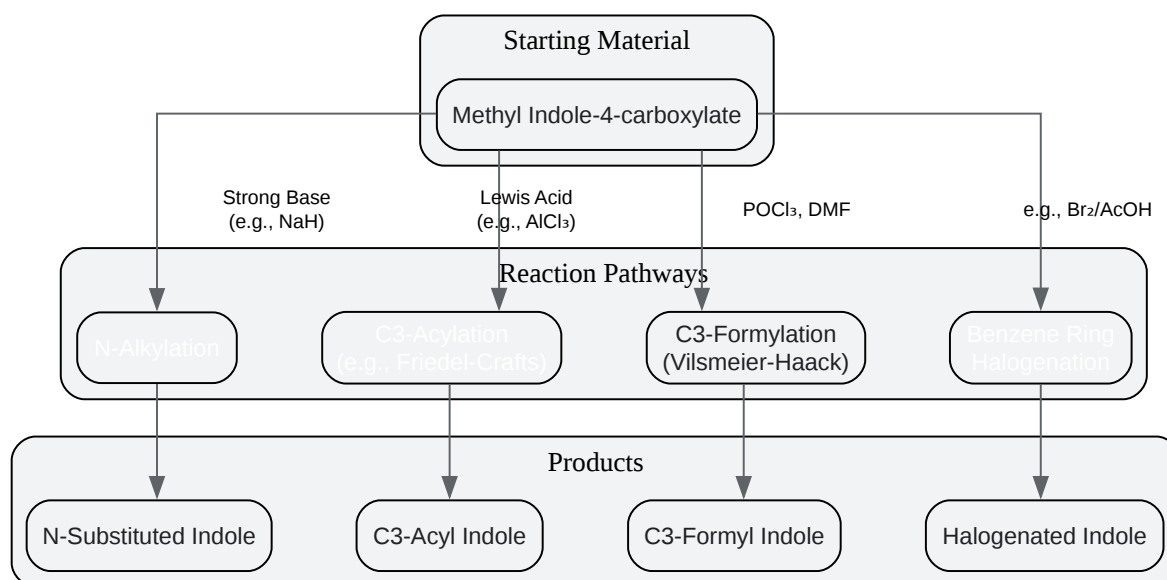 Starting Material
Methyl Indole-4-carboxylate
Strong Base
(e.g., NaH)
Lewis Acid
(e.g., AlCl₃)
POCl₃, DMF
e.g., Br₂/AcOH
Reaction Pathways
N-Alkylation
C3-Acylation
(e.g., Friedel-Crafts)
C3-Formylation
(Vilsmeier-Haack)
Benzene Ring
Halogenation
Products
N-Substituted Indole
C3-Acyl Indole
C3-Formyl Indole
Halogenated Indole